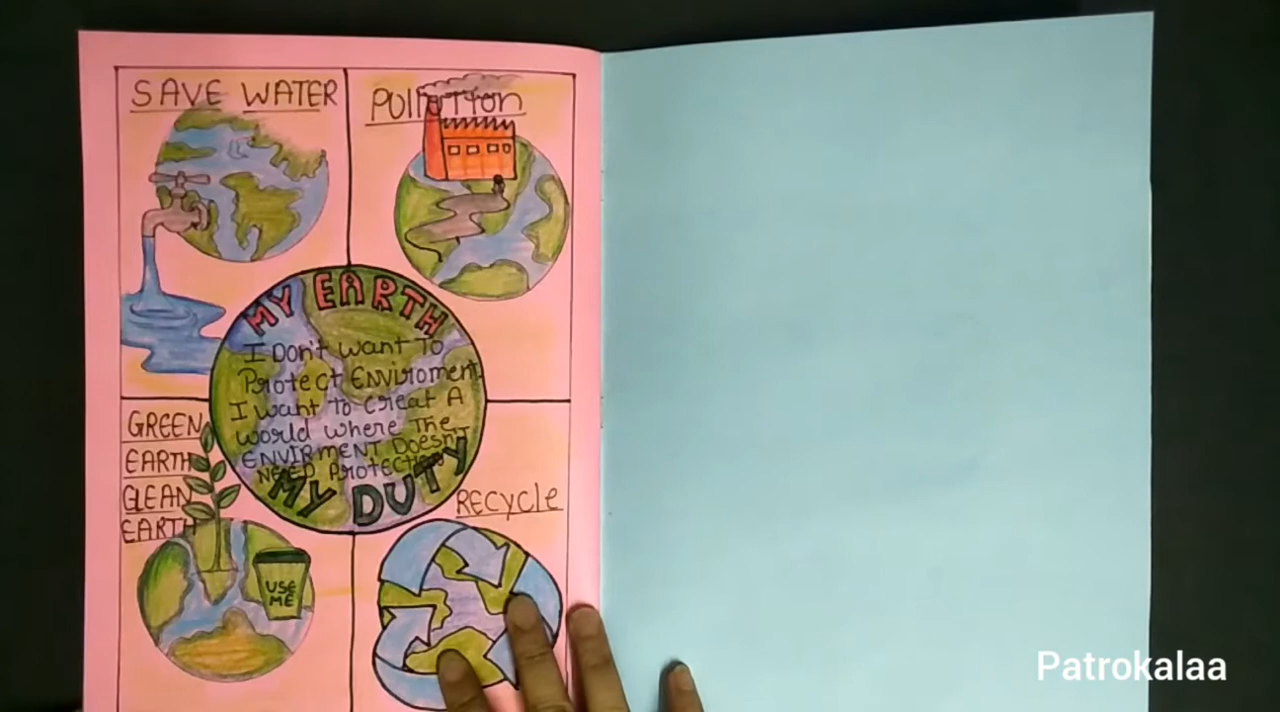 SAVE WATER
POLLUTION
MY EARTH
I DON'T WANT TO
PROTECT ENVIROMENT.
I WANT TO CREAT A
WORLD WHERE THE
ENVIRMENT DOESN'T
NEED PROTECTION
MY DUTY
GREEN
EARTH
CLEAN
EARTH
USE
ME
RECYCLE
Patrokalaa